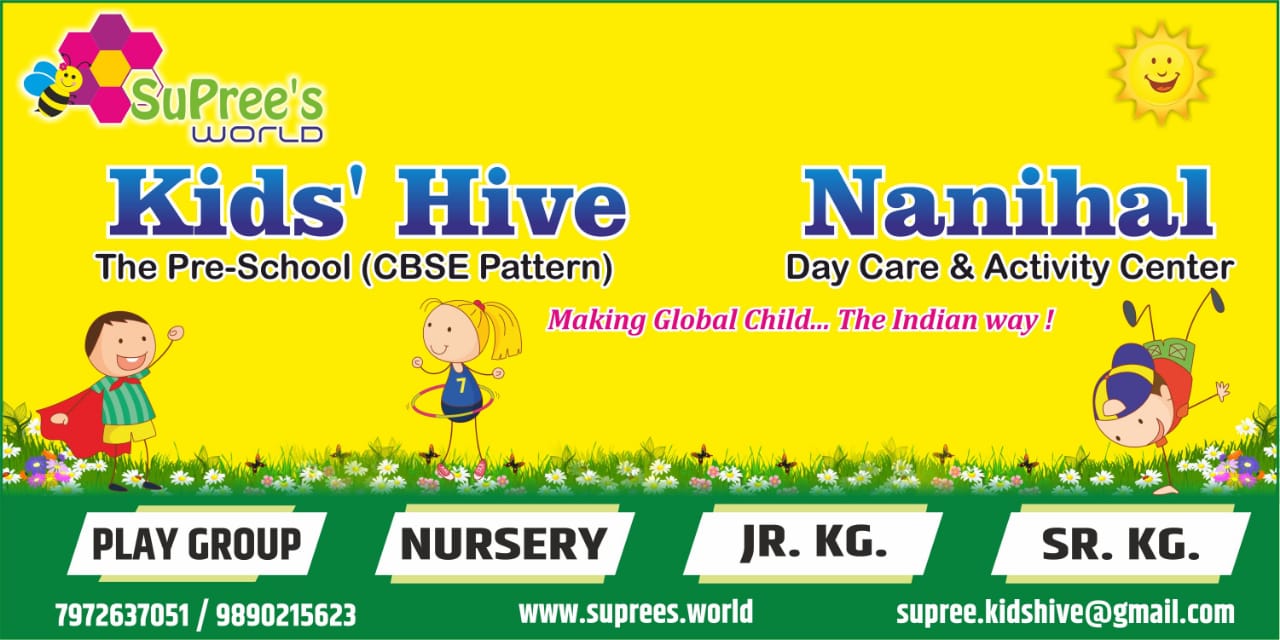 SuPree's
WORLD
Kids' Hive
The Pre-School (CBSE Pattern)
Nanihal
Day Care & Activity Center
Making Global Child... The Indian way !
7
PLAY GROUP
NURSERY
JR. KG.
SR. KG.
7972637051 / 9890215623
www.suprees.world
supree.kidshive@gmail.com